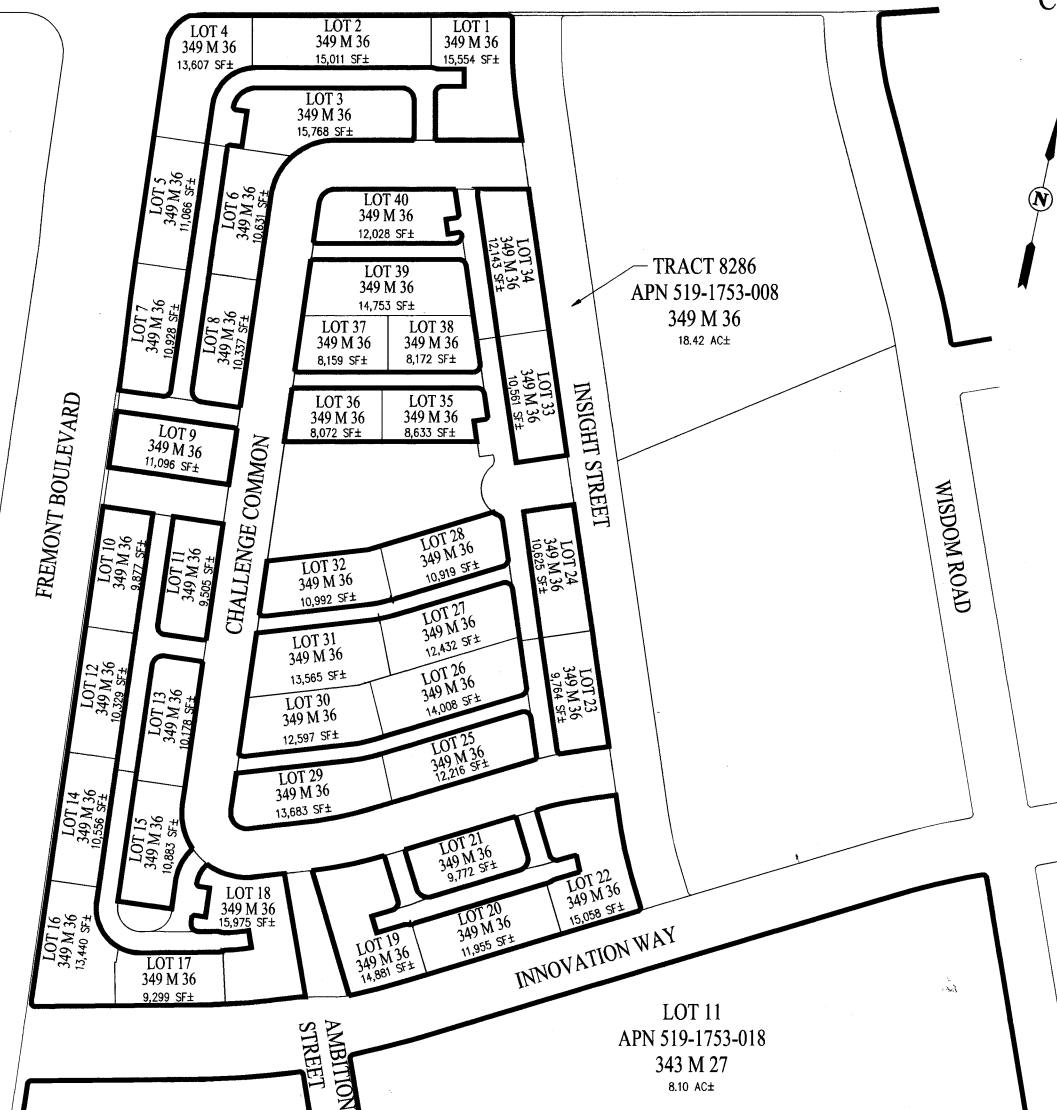 C
LOT 4
349 M 36
13,607 SF±
LOT 2
349 M 36
15,011 SF±
LOT 1
349 M 36
15,554 SF±
LOT 3
349 M 36
15,768 SF±
LOT 5
349 M 36
11,066 SF±
LOT 6
349 M 36
10,631 SF±
LOT 40
349 M 36
12,028 SF±
LOT 34
349 M 36
12,143 SF±
N
LOT 39
349 M 36
14,753 SF±
TRACT 8286
APN 519-1753-008
349 M 36
18.42 AC±
LOT 7
349 M 36
10,928 SF±
LOT 8
349 M 36
10,337 SF±
LOT 37
349 M 36
8,159 SF±
LOT 38
349 M 36
8,172 SF±
LOT 33
349 M 36
10,561 SF±
LOT 36
349 M 36
8,072 SF±
LOT 35
349 M 36
8,633 SF±
LOT 9
349 M 36
11,096 SF±
FREMONT BOULEVARD
CHALLENGE COMMON
INSIGHT STREET
WISDOM ROAD
LOT 10
349 M 36
9,877 SF±
LOT 11
349 M 36
9,505 SF±
LOT 32
349 M 36
10,992 SF±
LOT 28
349 M 36
10,919 SF±
LOT 24
349 M 36
10,625 SF±
LOT 31
349 M 36
13,565 SF±
LOT 27
349 M 36
12,432 SF±
LOT 12
349 M 36
10,329 SF±
LOT 13
349 M 36
10,178 SF±
LOT 30
349 M 36
12,597 SF±
LOT 26
349 M 36
14,008 SF±
LOT 23
349 M 36
9,764 SF±
LOT 29
349 M 36
13,683 SF±
LOT 25
349 M 36
12,216 SF±
LOT 14
349 M 36
10,556 SF±
LOT 15
349 M 36
10,883 SF±
LOT 21
349 M 36
9,772 SF±
LOT 16
349 M 36
13,440 SF±
LOT 18
349 M 36
15,975 SF±
LOT 22
349 M 36
15,058 SF±
LOT 20
349 M 36
11,955 SF±
LOT 19
349 M 36
14,881 SF±
LOT 17
349 M 36
9,299 SF±
INNOVATION WAY
AMBITION
STREET
LOT 11
APN 519-1753-018
343 M 27
8.10 AC±